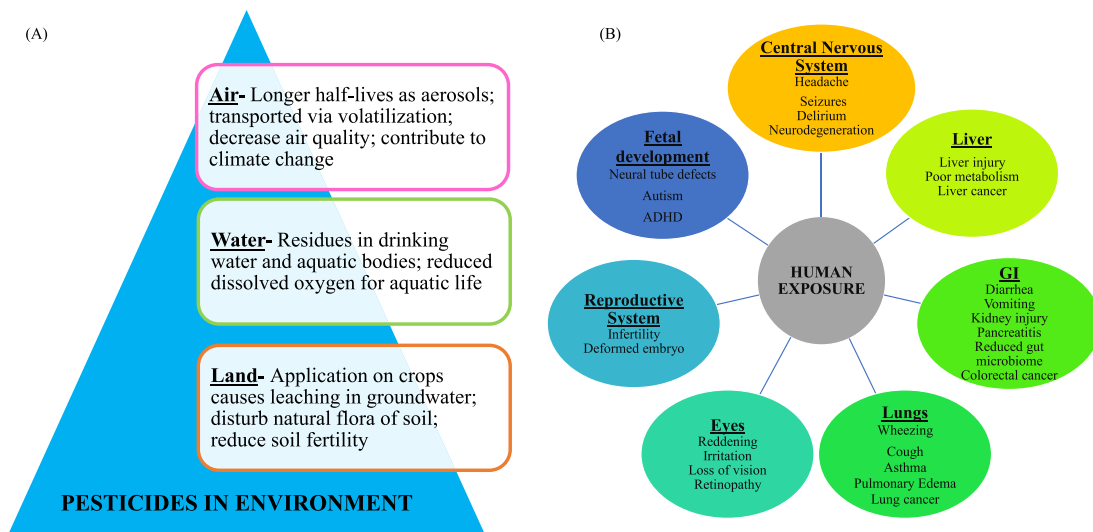 (A)
Air- Longer half-lives as aerosols;
transported via volatilization;
decrease air quality; contribute to
climate change
Water- Residues in drinking
water and aquatic bodies; reduced
dissolved oxygen for aquatic life
Land- Application on crops
causes leaching in groundwater;
disturb natural flora of soil;
reduce soil fertility
PESTICIDES IN ENVIRONMENT
(B)
Central Nervous
System
Headache
Seizures
Delirium
Neurodegeneration
Liver
Liver injury
Poor metabolism
Liver cancer
GI
Diarrhea
Vomiting
Kidney injury
Pancreatitis
Reduced gut
microbiome
Colorectal cancer
Lungs
Wheezing
Cough
Asthma
Pulmonary Edema
Lung cancer
Eyes
Reddening
Irritation
Loss of vision
Retinopathy
Reproductive
System
Infertility
Deformed embryo
Fetal
development
Neural tube defects
Autism
ADHD
HUMAN
EXPOSURE